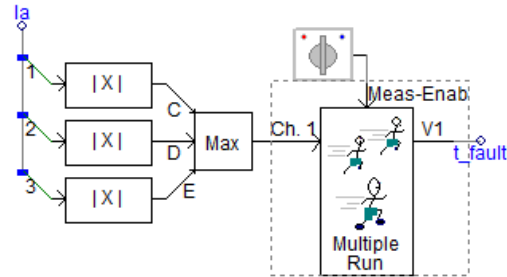 Ia
1
|X|
C
2
|X|
D
3
|X|
E
Max
Ch. 1
Meas-Enab
V1
t_fault
Multiple
Run